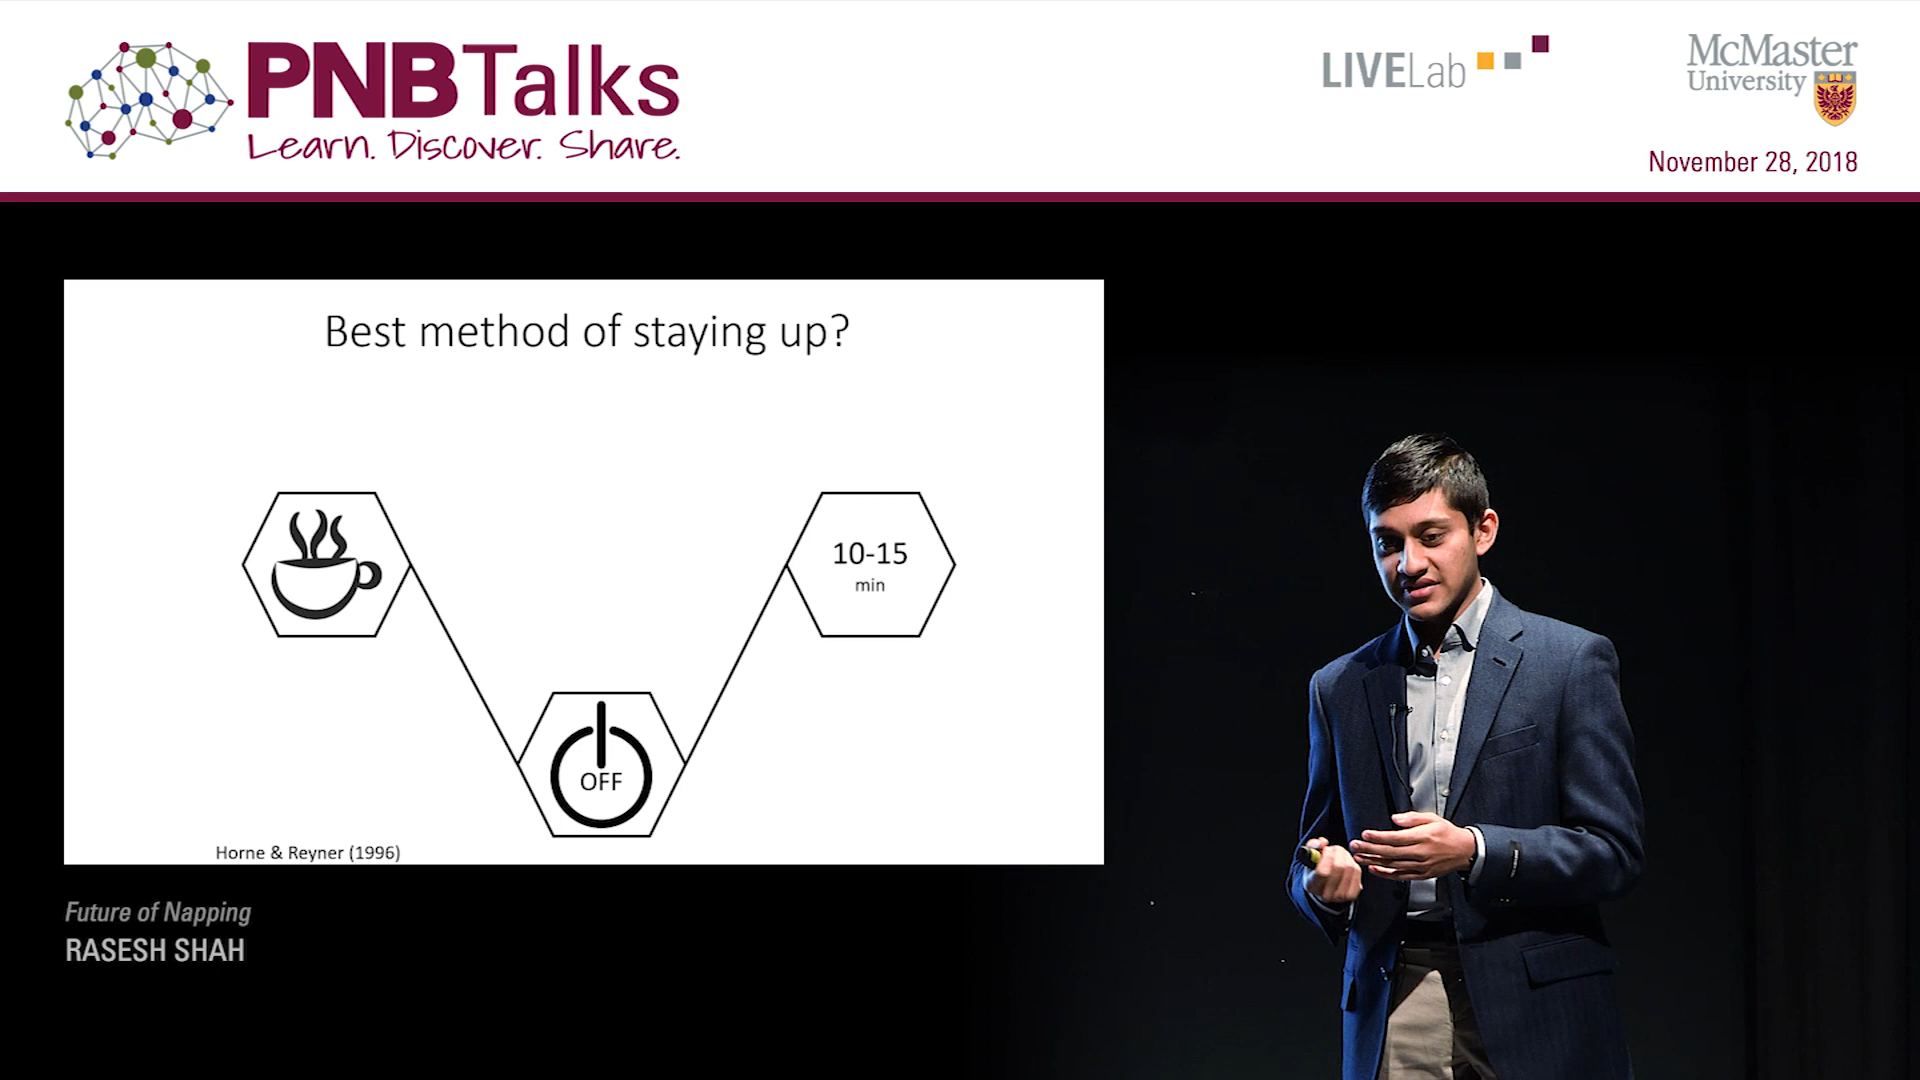 PNBTalks
Learn. Discover. Share.
LIVELab
McMaster
University
November 28, 2018
Best method of staying up?
10-15
min
OFF
Horne & Reyner (1996)
Future of Napping
RASESH SHAH